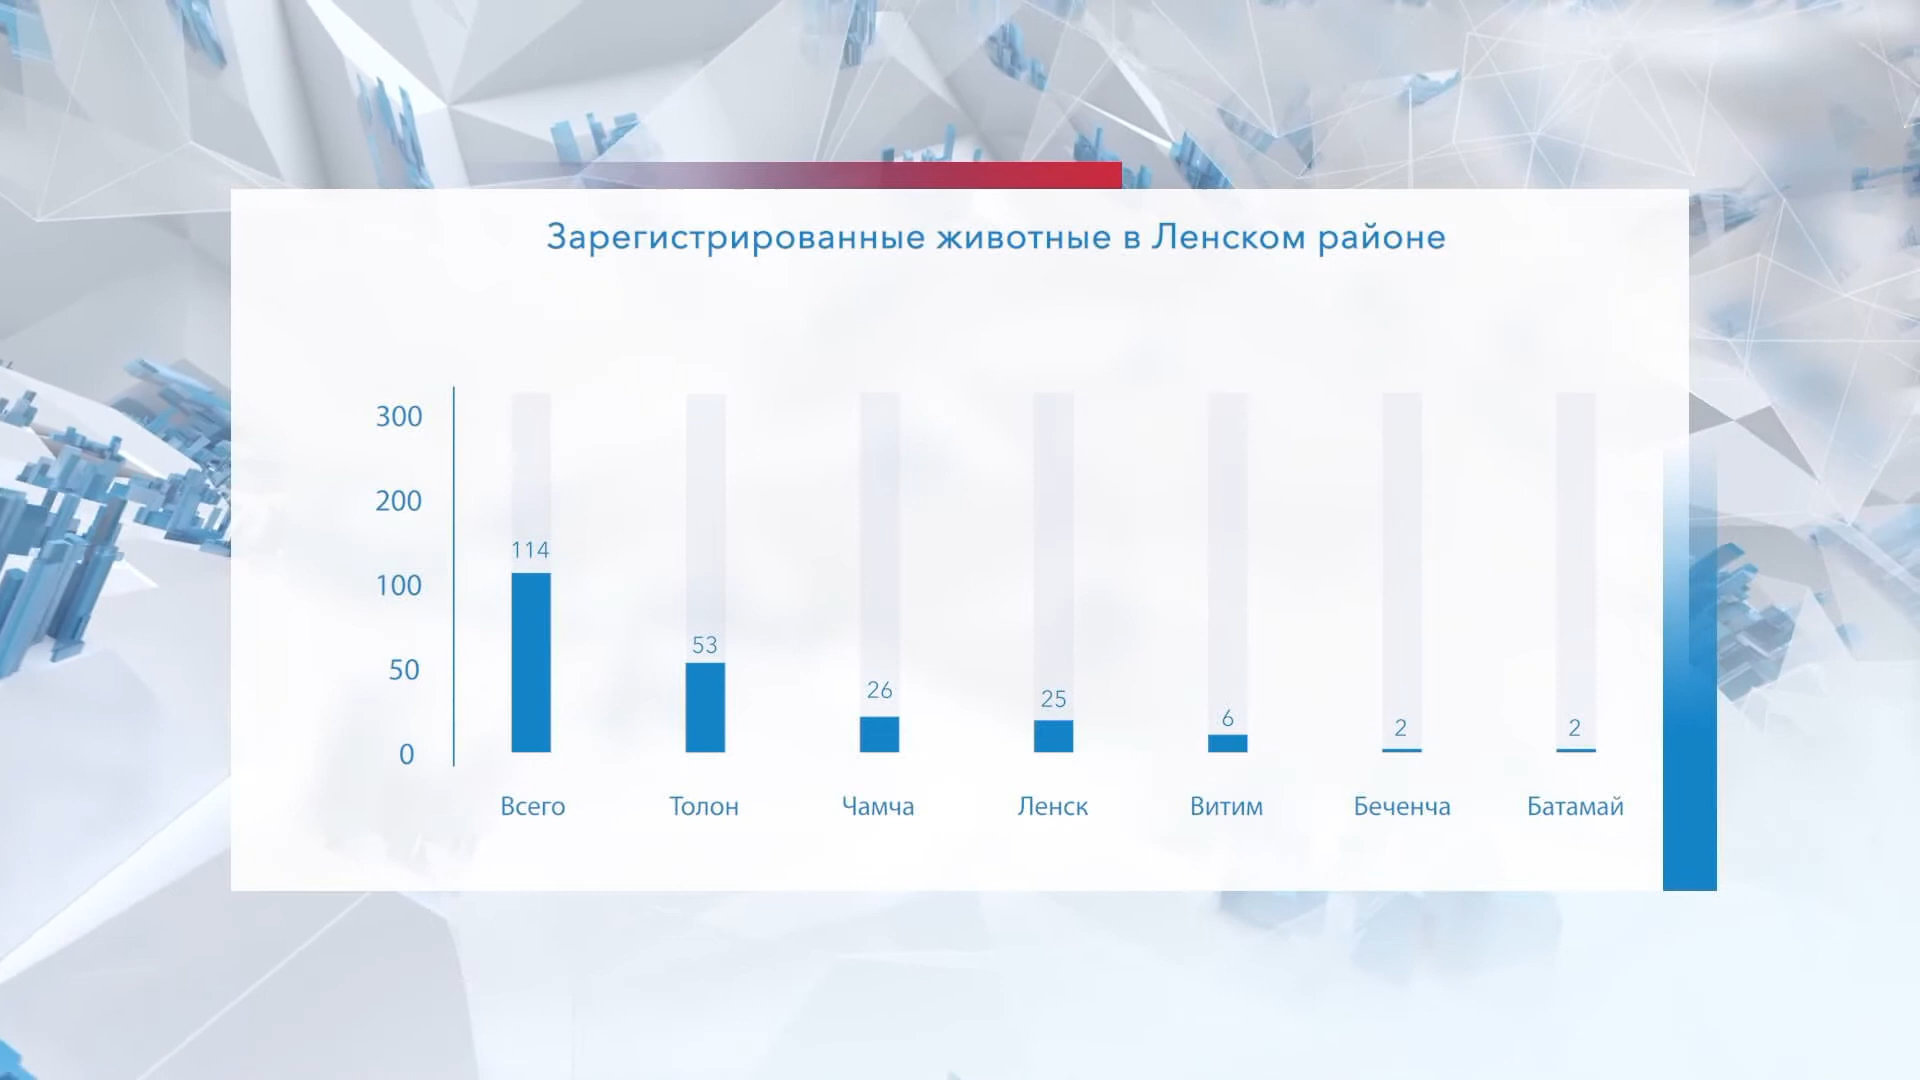 Зарегистрированные животные в Ленском районе
300
200
100
50
0
114
53
26
25
6
2
2
Всего
Толон
Чамча
Ленск
Витим
Беченча
Батамай